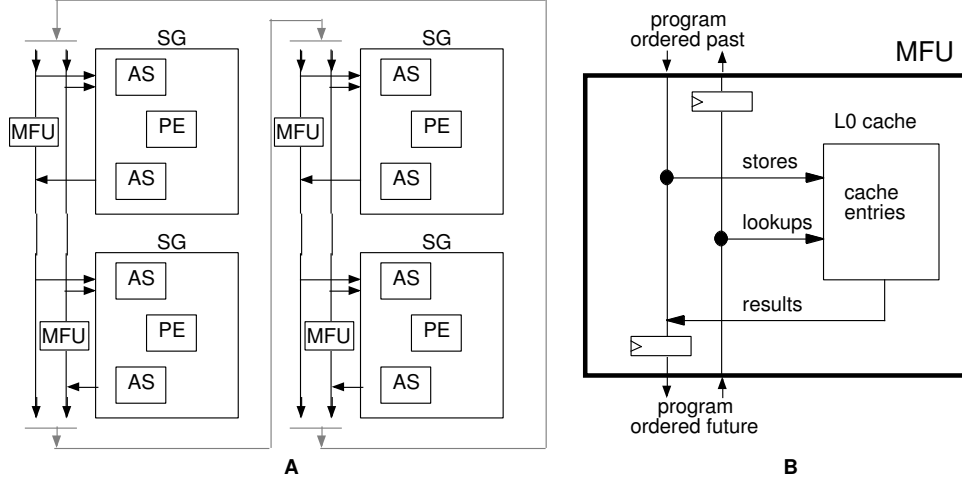 SG
AS
MFU
PE
AS
SG
AS
MFU
PE
AS
SG
AS
MFU
PE
AS
SG
AS
MFU
PE
AS
A
program
ordered past
MFU
L0 cache
stores
cache
entries
lookups
results
program
ordered future
B